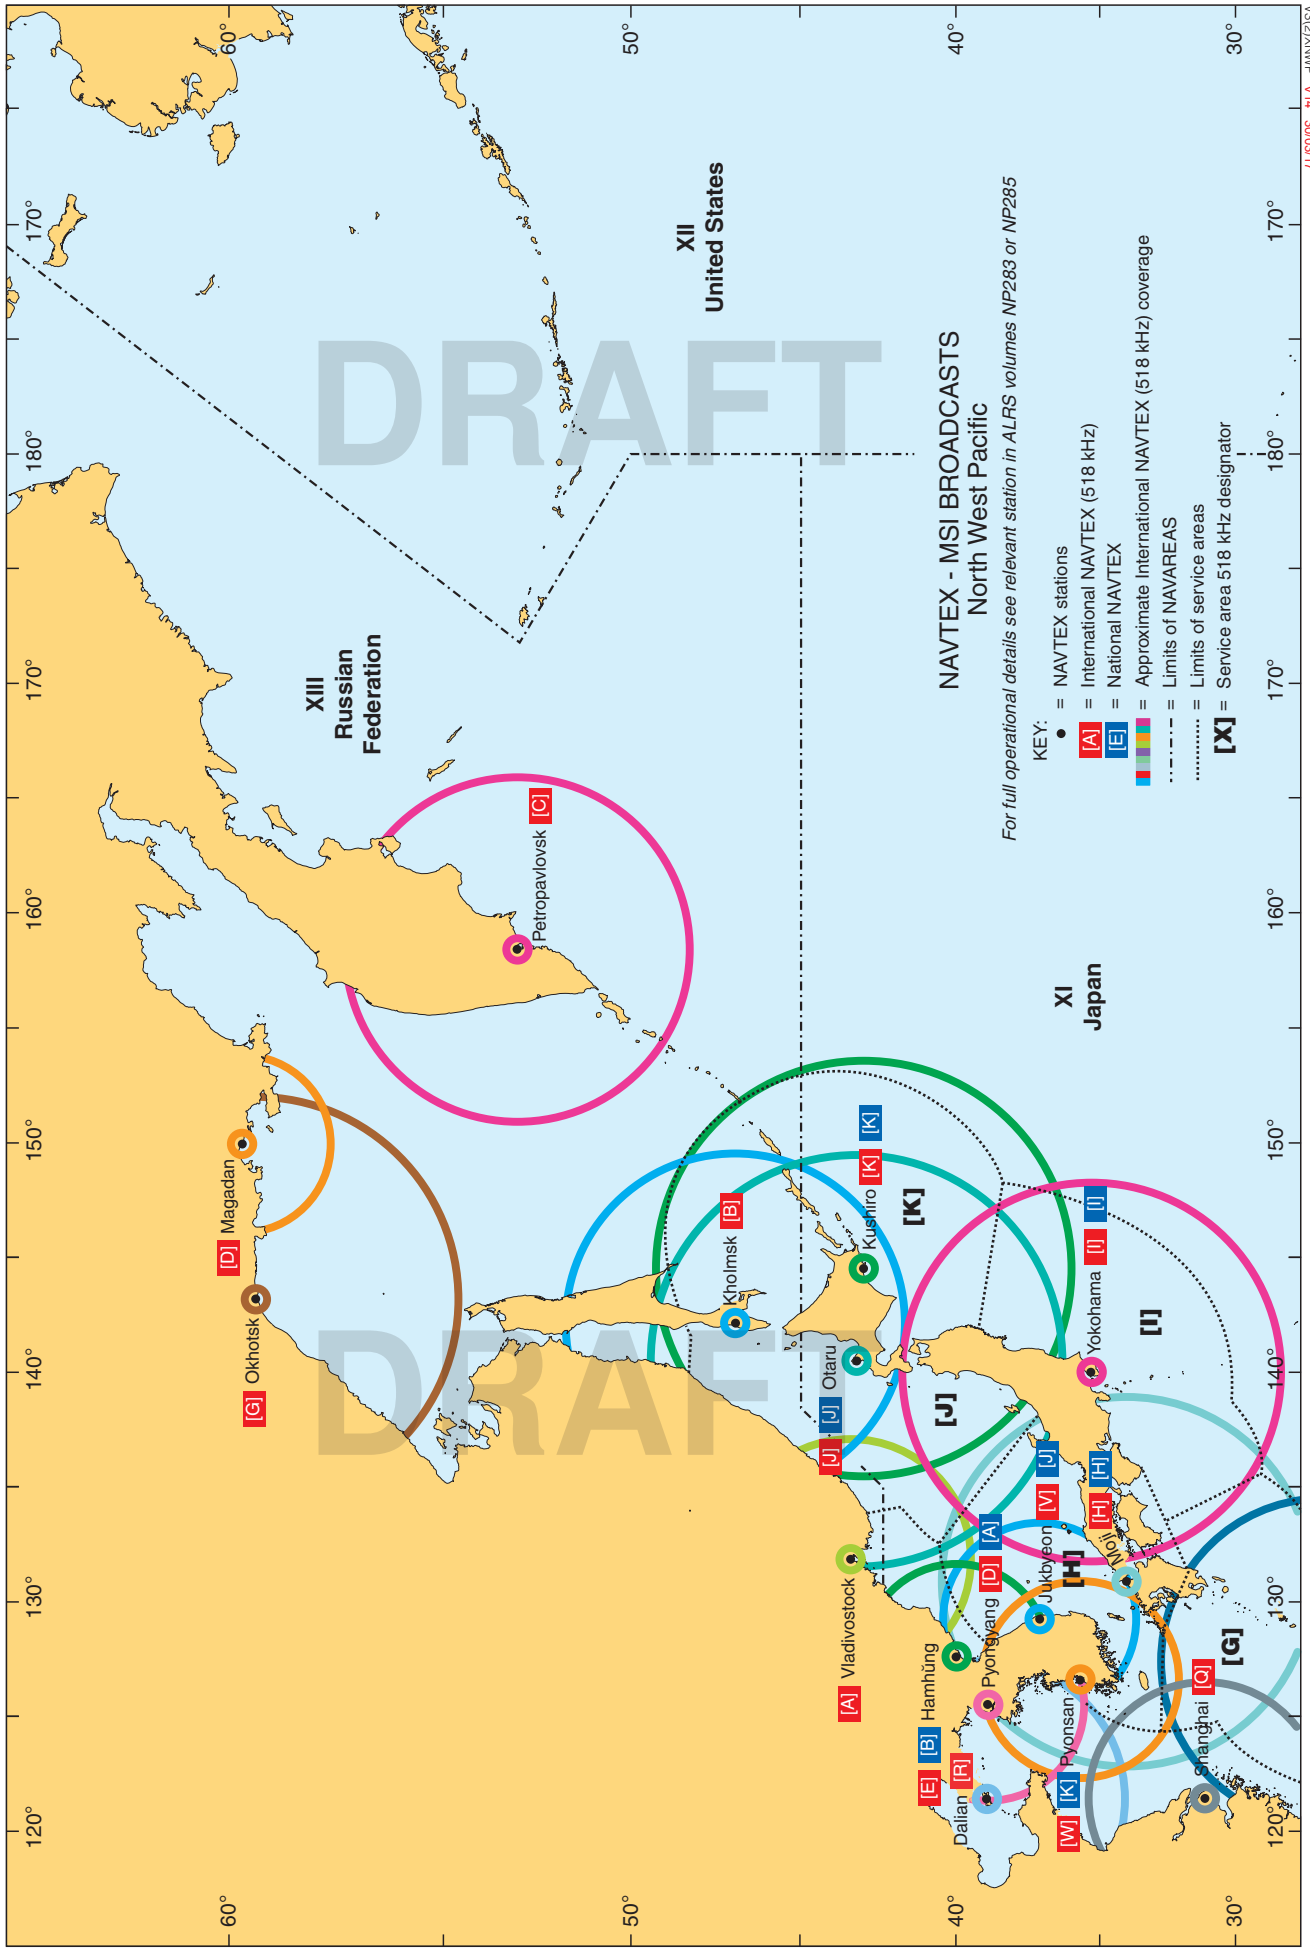 NAVTEX - MSI BROADCASTS
North West Pacific
For full operational details see relevant station in ALRS volumes NP283 or NP285
KEY:
= NAVTEX stations
[A] = International NAVTEX (518 kHz)
[E] = National NAVTEX
= Approximate International NAVTEX (518 kHz) coverage
= Limits of NAVAREAS
= Limits of service areas
[X] = Service area 518 kHz designator
DRAFT
DRAFT
XII
United States
XIII
Russian
Federation
XI
Japan
120°
130°
140°
150°
160°
170°
180°
170°
60°
50°
40°
30°
60°
50°
40°
30°
120°
130°
140°
150°
160°
170°
180°
170°
[G] Okhotsk
[D] Magadan
Petropavlovsk [C]
Kholmsk [B]
[J] [J] Otaru
Kushiro [K] [K]
[K]
[J]
[I]
[H]
[G]
Yokohama [I] [I]
[A] Vladivostock
[E] [B] Hamhŭng
Pyongyang [D] [A]
Jukbyeon [V] [J]
Moji [H] [H]
Dalian [R]
[W] [K] Pyonsan
Shanghai [Q]